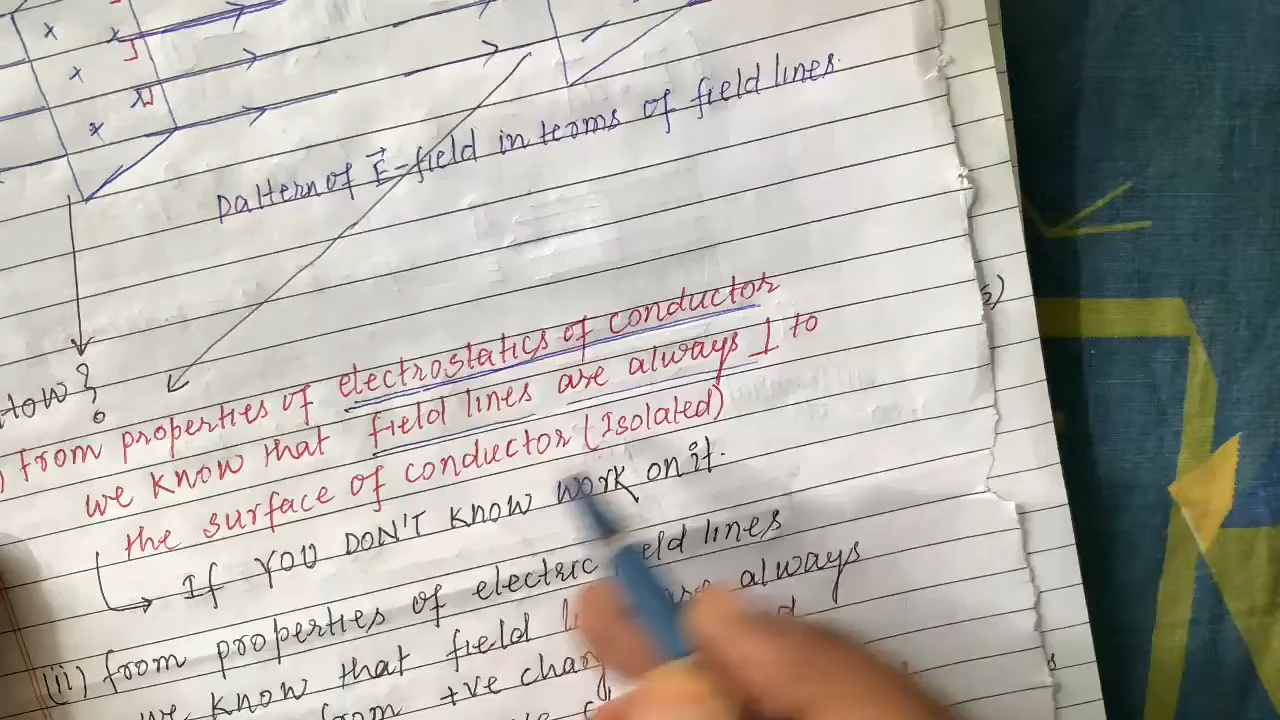 pattern of E-field in terms of field lines.
How?
) from properties of electrostatics of conductor
we know that field lines are always ⊥ to
the surface of conductor (Isolated)
If YOU DON'T KNOW WORK on it.
(ii) from properties of electric field lines
we know that field always
from +ve